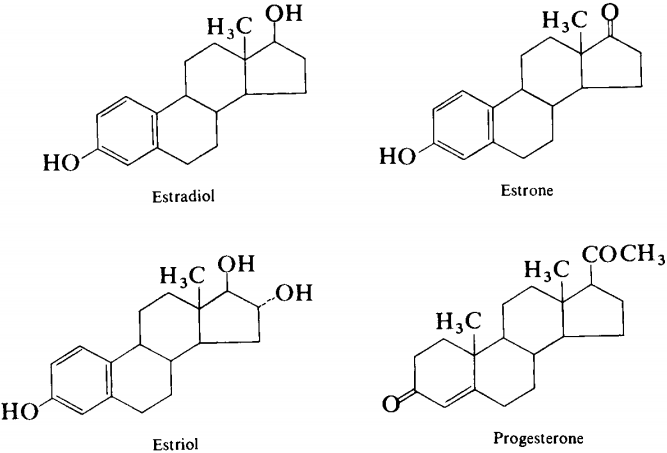 OH
H₃C
HO
Estradiol
O
H₃C
HO
Estrone
OH
H₃C
OH
HO
Estriol
COCH₃
H₃C
H₃C
O
Progesterone